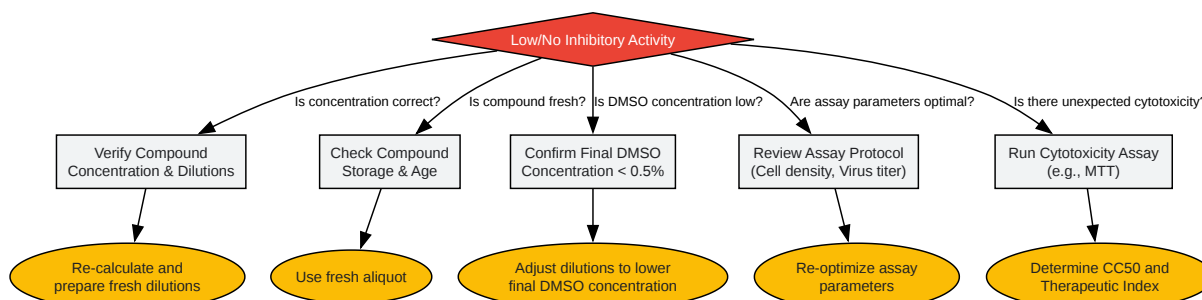 Low/No Inhibitory Activity
Is concentration correct?
Is compound fresh?
Is DMSO concentration low?
Are assay parameters optimal?
Is there unexpected cytotoxicity?
Verify Compound
Concentration & Dilutions
Check Compound
Storage & Age
Confirm Final DMSO
Concentration < 0.5%
Review Assay Protocol
(Cell density, Virus titer)
Run Cytotoxicity Assay
(e.g., MTT)
Re-calculate and
prepare fresh dilutions
Use fresh aliquot
Adjust dilutions to lower
final DMSO concentration
Re-optimize assay
parameters
Determine CC50 and
Therapeutic Index